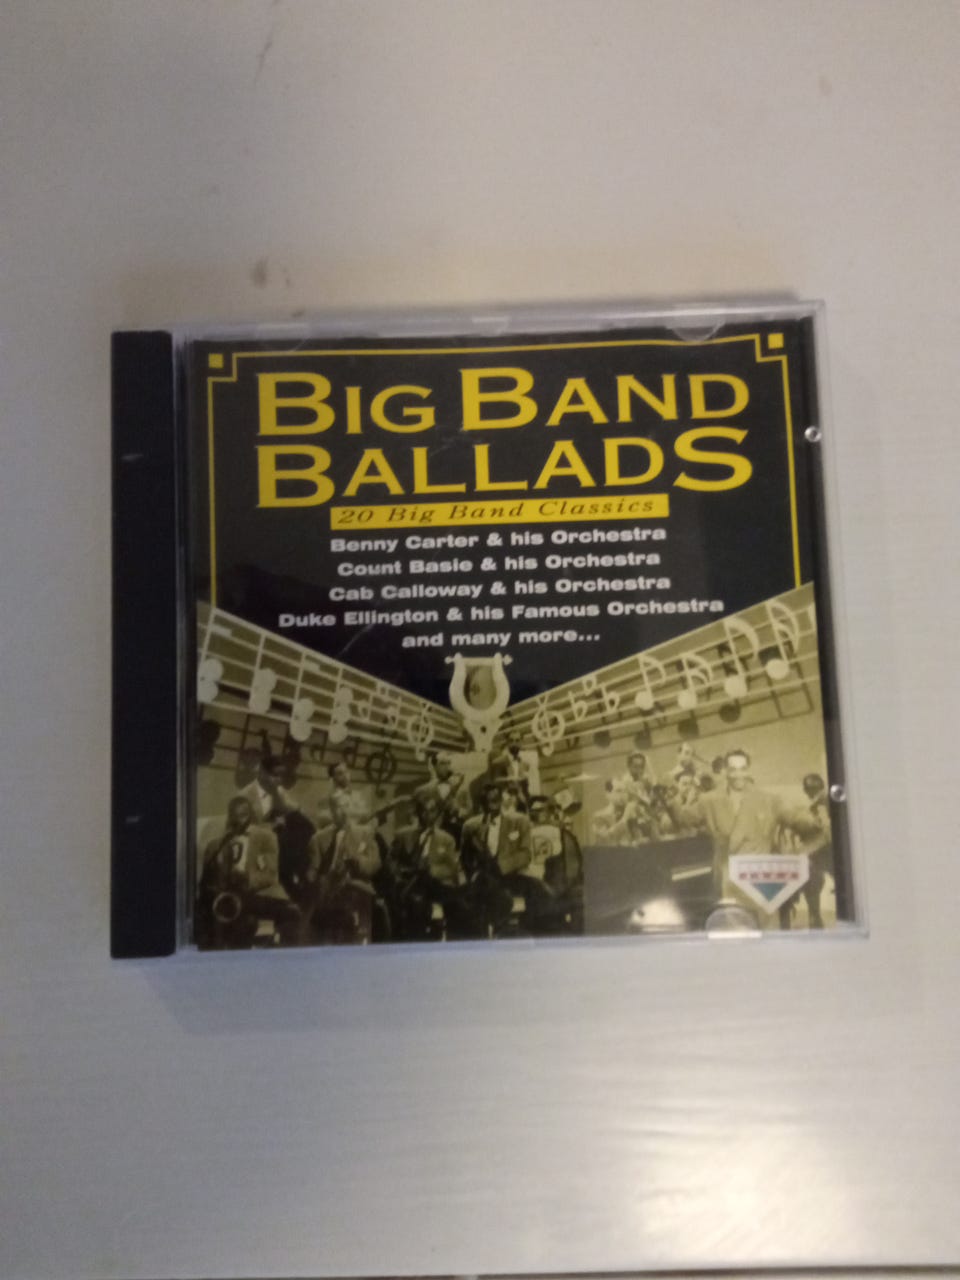 BIG BAND
BALLADS
20 Big Band Classics
Benny Carter & his Orchestra
Count Basie & his Orchestra
Cab Calloway & his Orchestra
Duke Ellington & his Famous Orchestra
and many more...